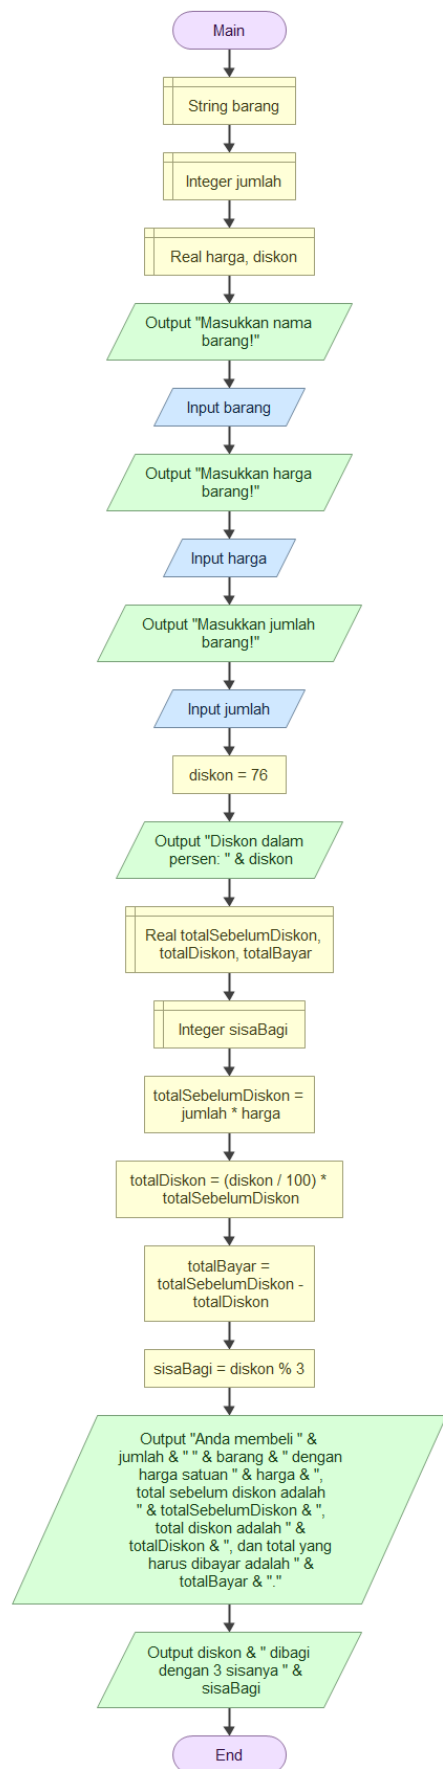 Main
String barang
Integer jumlah
Real harga, diskon
Output "Masukkan nama
barang!"
Input barang
Output "Masukkan harga
barang!"
Input harga
Output "Masukkan jumlah
barang!"
Input jumlah
diskon = 76
Output "Diskon dalam
persen: " & diskon
Real totalSebelumDiskon,
totalDiskon, totalBayar
Integer sisaBagi
totalSebelumDiskon =
jumlah * harga
totalDiskon = (diskon / 100) *
totalSebelumDiskon
totalBayar =
totalSebelumDiskon -
totalDiskon
sisaBagi = diskon % 3
Output "Anda membeli " &
jumlah & " " & barang & " dengan
harga satuan " & harga & ",
total sebelum diskon adalah
" & totalSebelumDiskon & ",
total diskon adalah " &
totalDiskon & ", dan total yang
harus dibayar adalah " &
totalBayar & "."
Output diskon & " dibagi
dengan 3 sisanya " &
sisaBagi
End